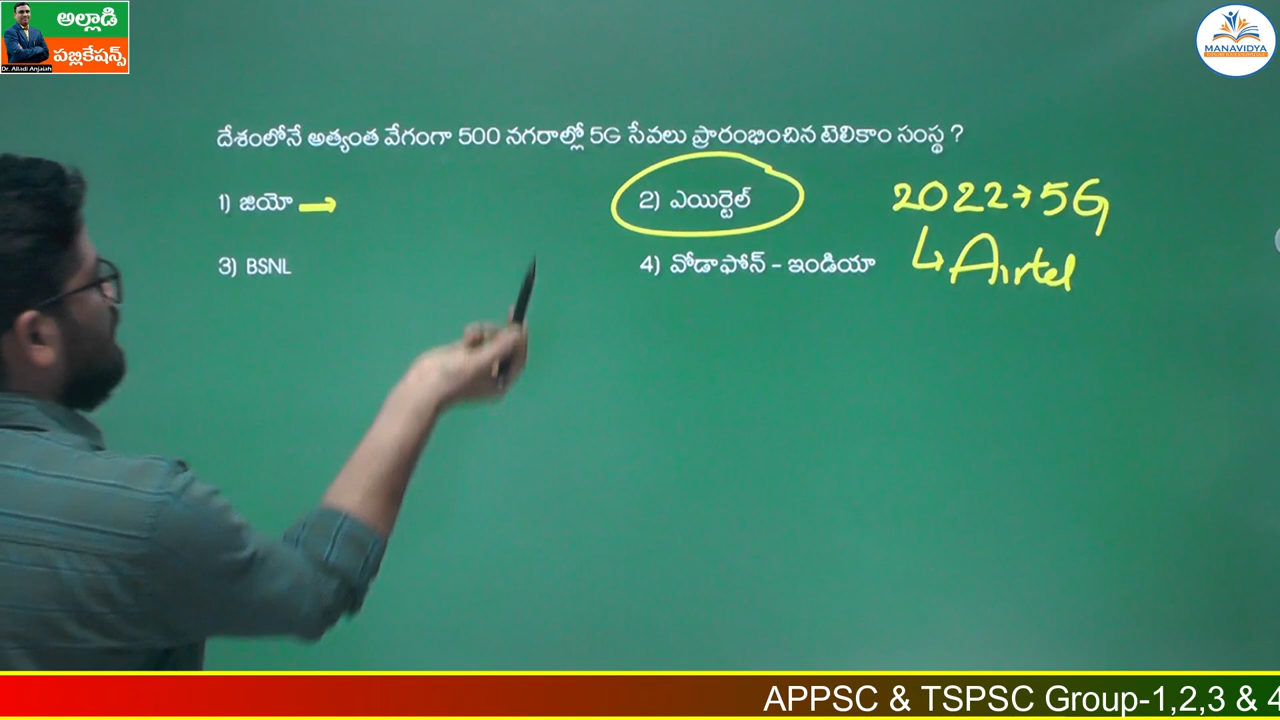 అల్లాడి
పబ్లికేషన్స్
Dr. Alladi Anjaiah
MANAVIDYA
దేశంలోనే అత్యంత వేగంగా 500 నగరాల్లో 5G సేవలు ప్రారంభించిన టెలికాం సంస్థ ?
1) జియో →
2) ఎయిర్టెల్
2022→5G
3) BSNL
4) వోడాఫోన్ - ఇండియా
↳ Airtel
APPSC & TSPSC Group-1,2,3 & 4